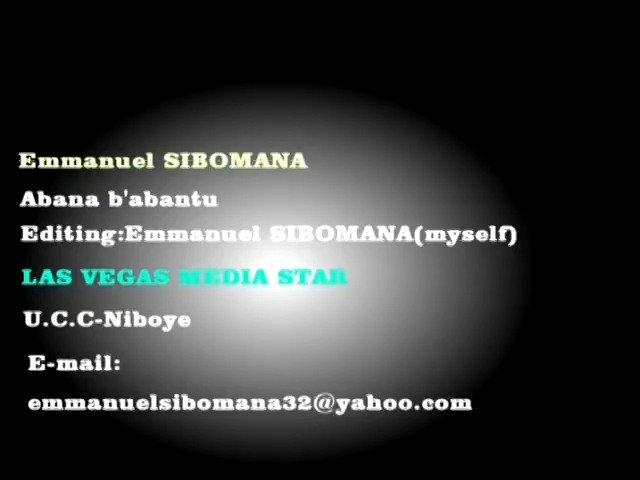 Emmanuel SIBOMANA
Abana b'abantu
Editing:Emmanuel SIBOMANA(myself)
LAS VEGAS MEDIA STAR
U.C.C-Niboye
E-mail:
emmanuelsibomana32@yahoo.com